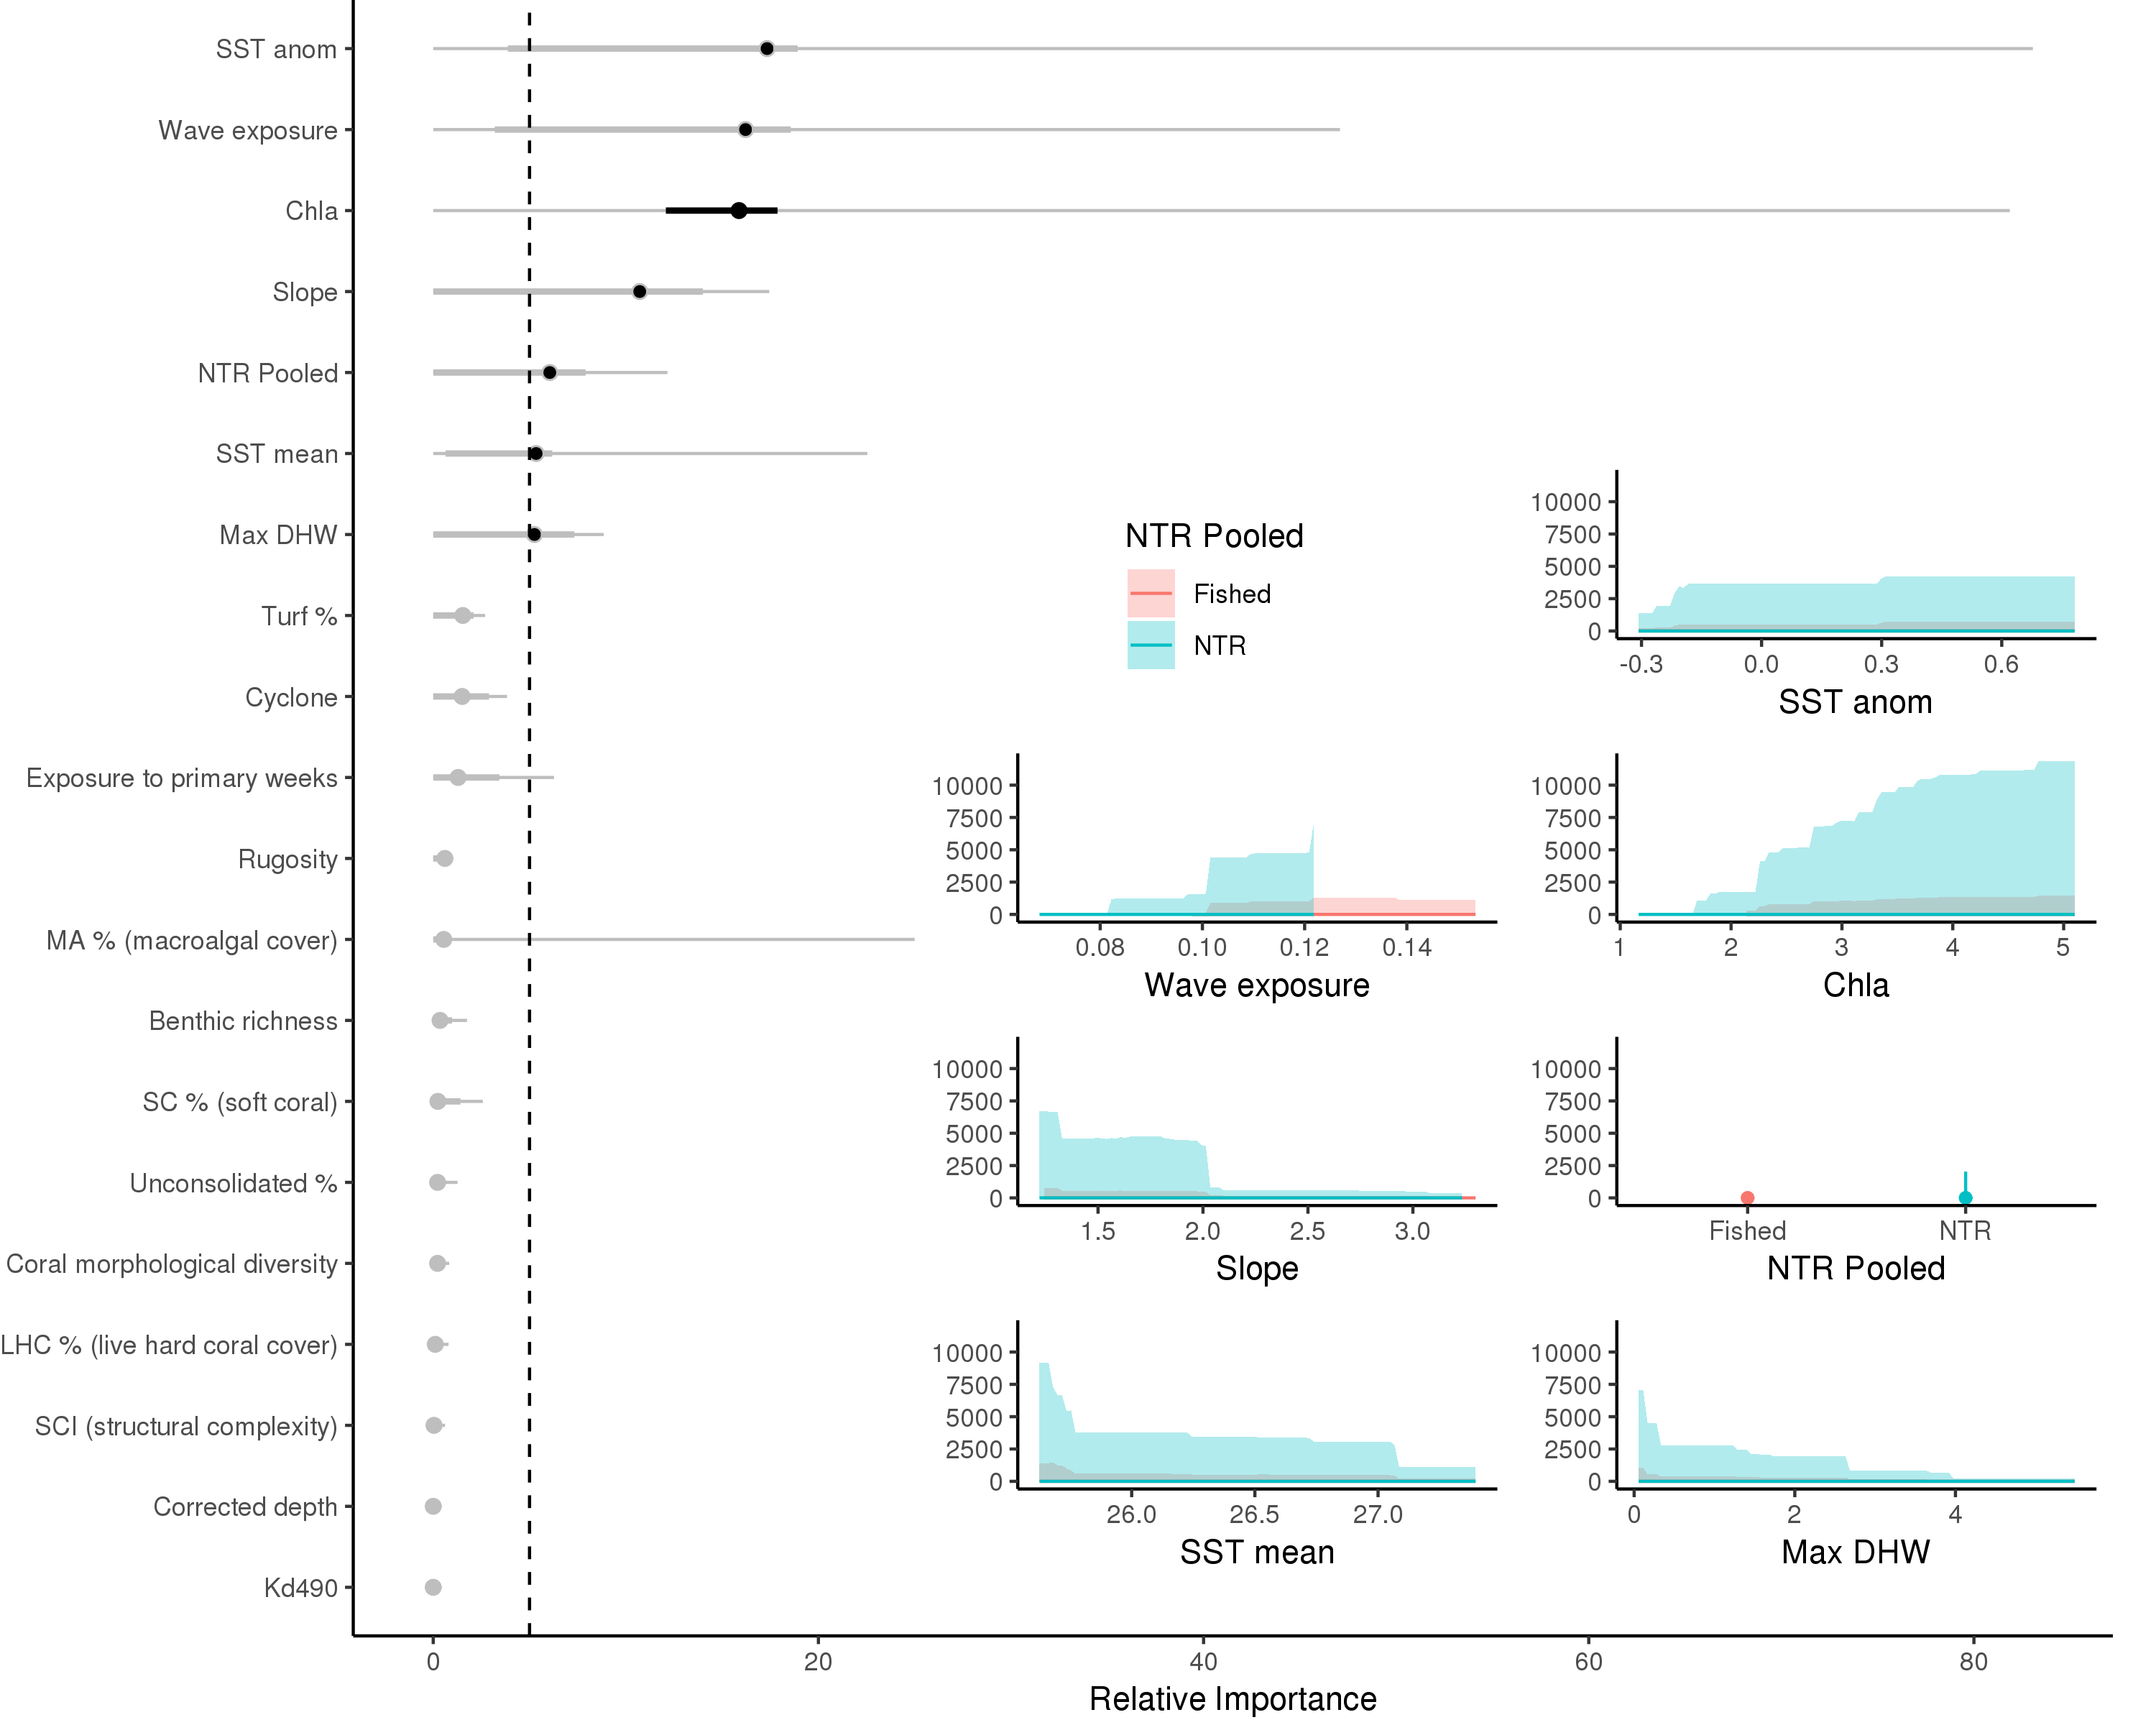 SST anom
Wave exposure
Chla
Slope
NTR Pooled
SST mean
Max DHW
Turf %
Cyclone
Exposure to primary weeks
Rugosity
MA % (macroalgal cover)
Benthic richness
SC % (soft coral)
Unconsolidated %
Coral morphological diversity
LHC % (live hard coral cover)
SCI (structural complexity)
Corrected depth
Kd490
0 20 40 60 80
Relative Importance
NTR Pooled
Fished
NTR
10000
7500
5000
2500
0
-0.3 0.0 0.3 0.6
SST anom
10000
7500
5000
2500
0
0.08 0.10 0.12 0.14
Wave exposure
10000
7500
5000
2500
0
1 2 3 4 5
Chla
10000
7500
5000
2500
0
1.5 2.0 2.5 3.0
Slope
10000
7500
5000
2500
0
Fished NTR
NTR Pooled
10000
7500
5000
2500
0
26.0 26.5 27.0
SST mean
10000
7500
5000
2500
0
0 2 4
Max DHW